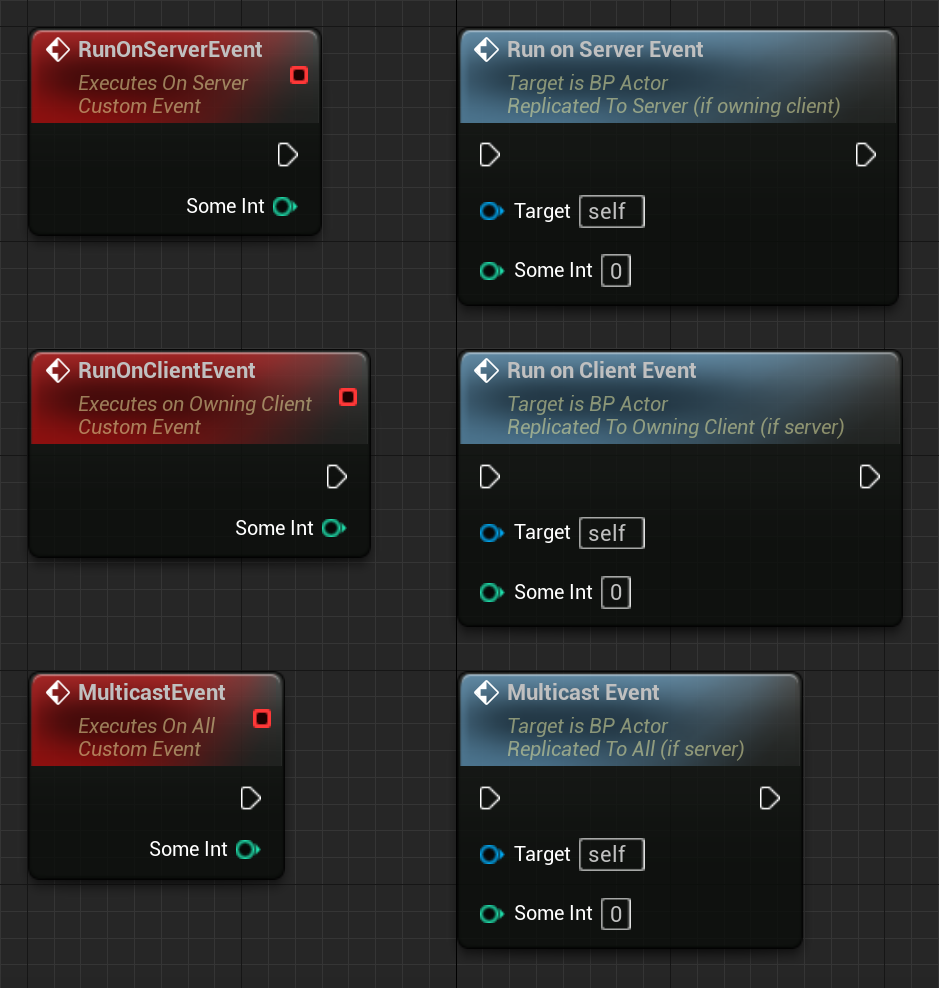 RunOnServerEvent
Executes On Server
Custom Event
Some Int
Run on Server Event
Target is BP Actor
Replicated To Server (if owning client)
Target self
Some Int 0
RunOnClientEvent
Executes on Owning Client
Custom Event
Some Int
Run on Client Event
Target is BP Actor
Replicated To Owning Client (if server)
Target self
Some Int 0
MulticastEvent
Executes On All
Custom Event
Some Int
Multicast Event
Target is BP Actor
Replicated To All (if server)
Target self
Some Int 0